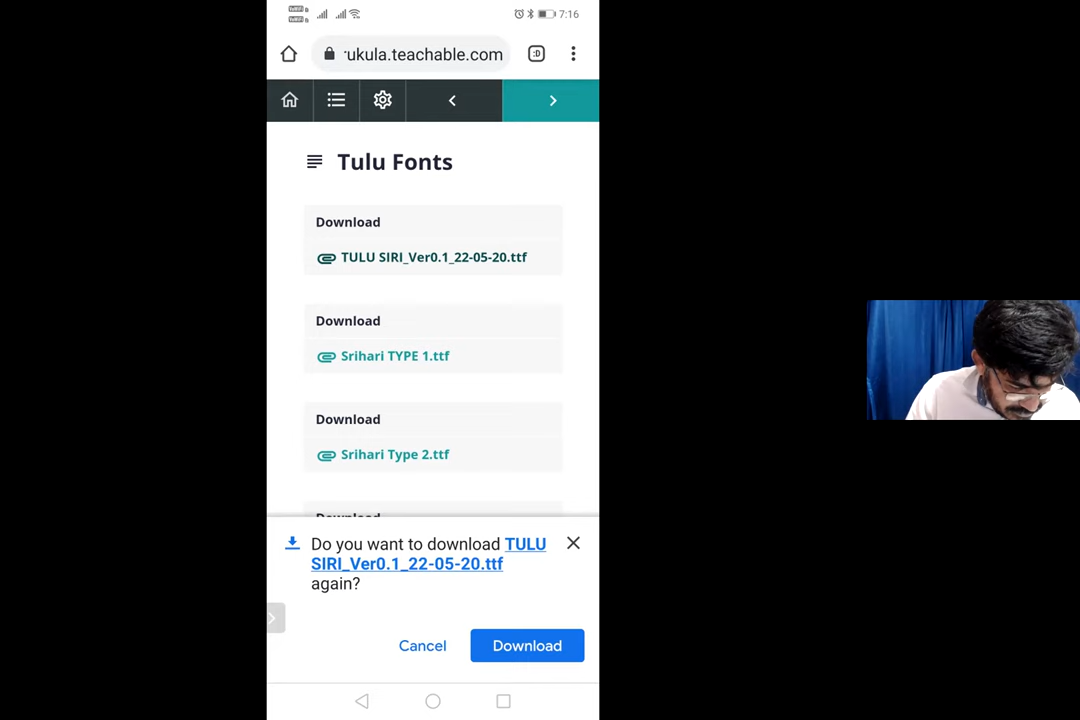 7:16
ukula.teachable.com
:D
Tulu Fonts
Download
TULU SIRI_Ver0.1_22-05-20.ttf
Download
Srihari TYPE 1.ttf
Download
Srihari Type 2.ttf
Download
Do you want to download TULU
SIRI_Ver0.1_22-05-20.ttf
again?
Cancel
Download